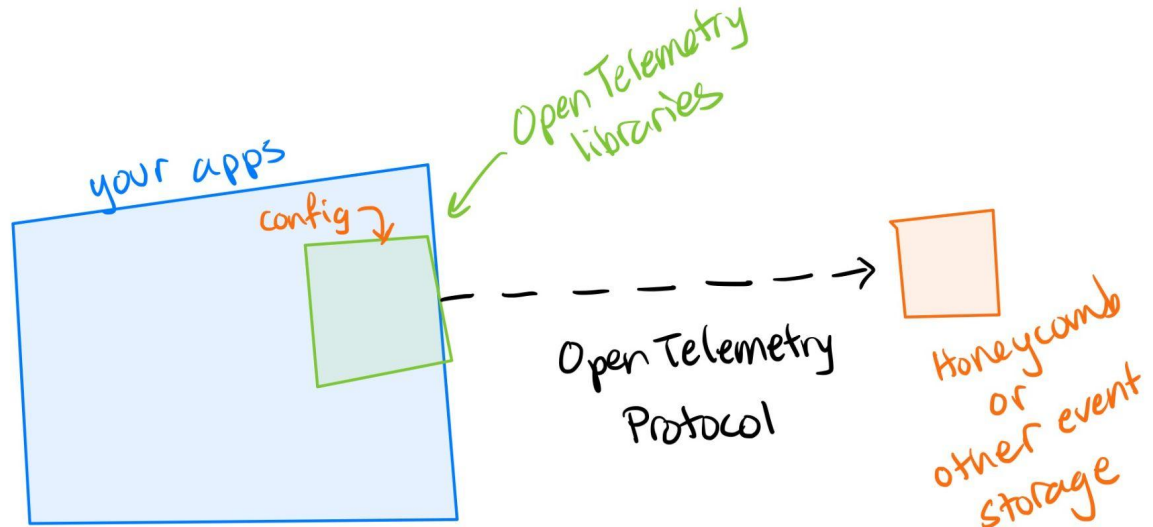 Open Telemetry
libraries
your apps
config
Open Telemetry
Protocol
Honeycomb
or
other event
storage